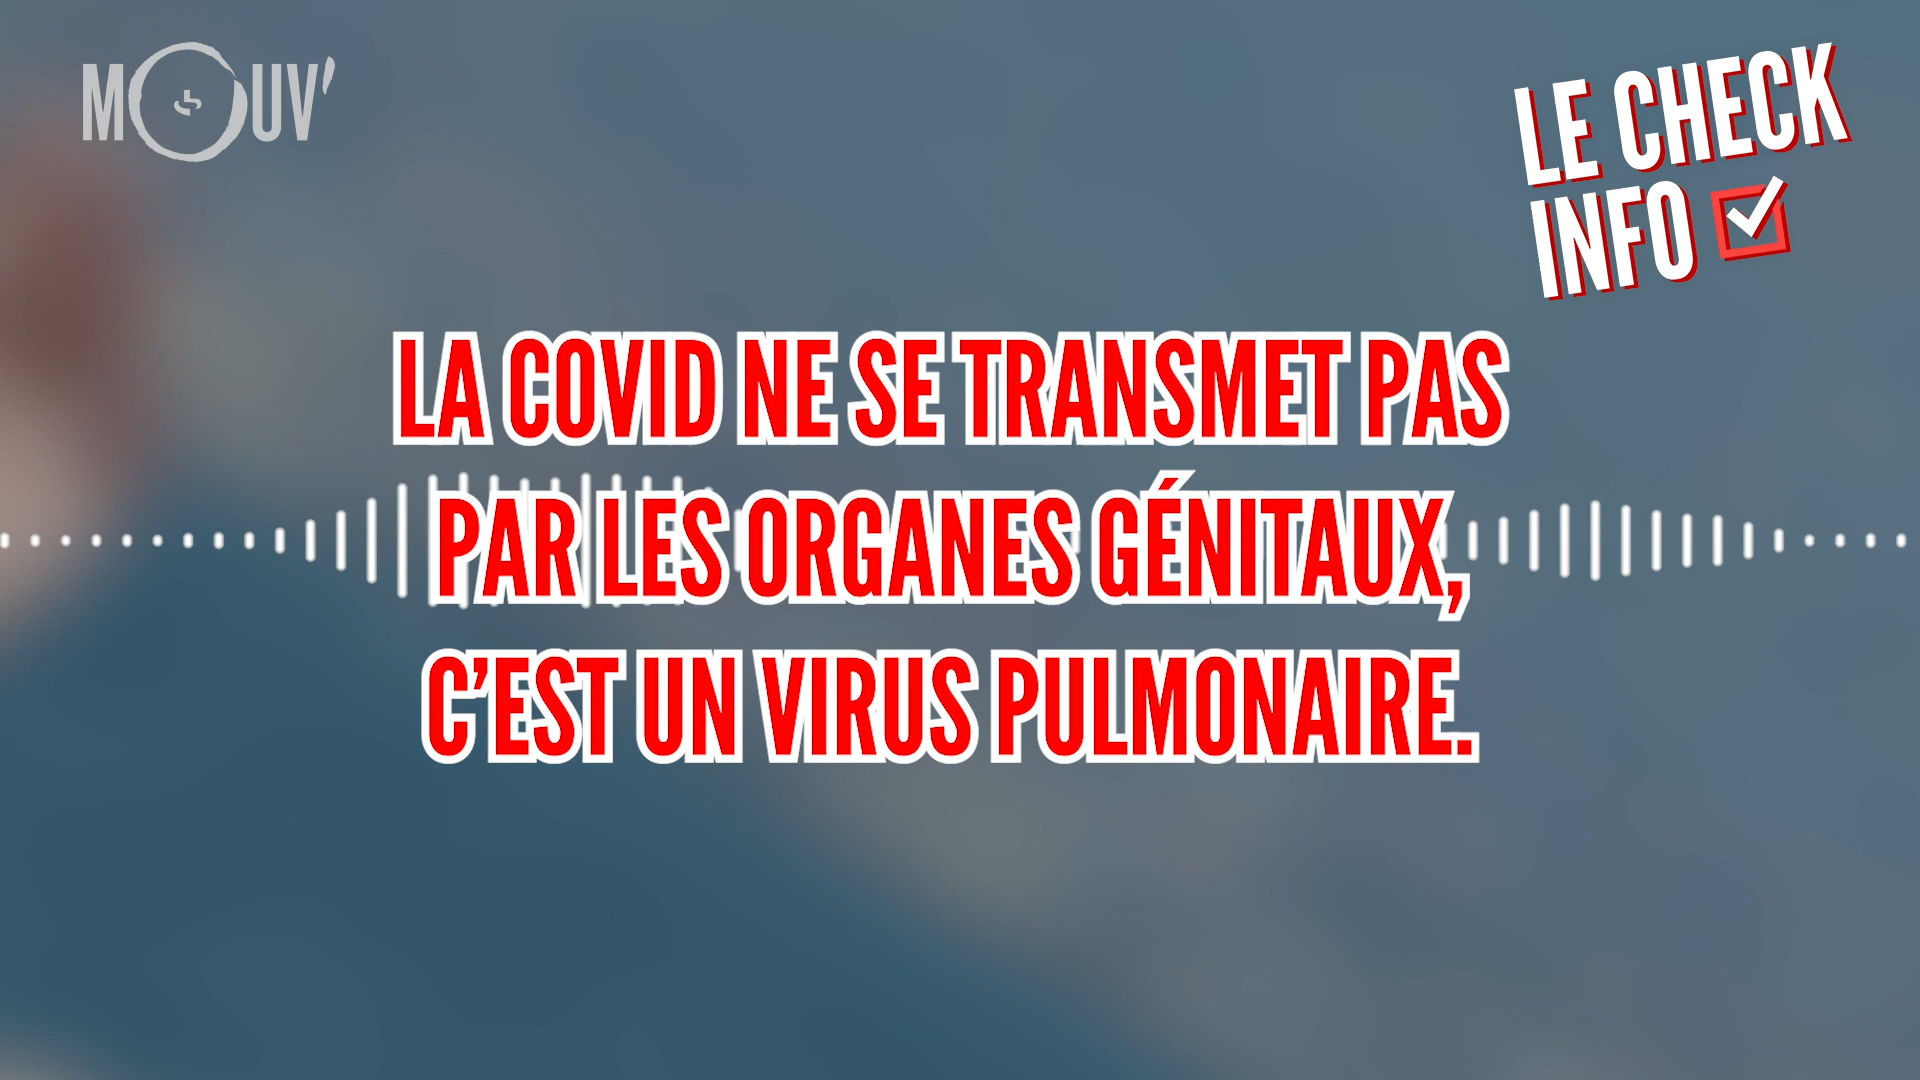 MOUV'
LE CHECK
INFO
LA COVID NE SE TRANSMET PAS
PAR LES ORGANES GÉNITAUX,
C'EST UN VIRUS PULMONAIRE.